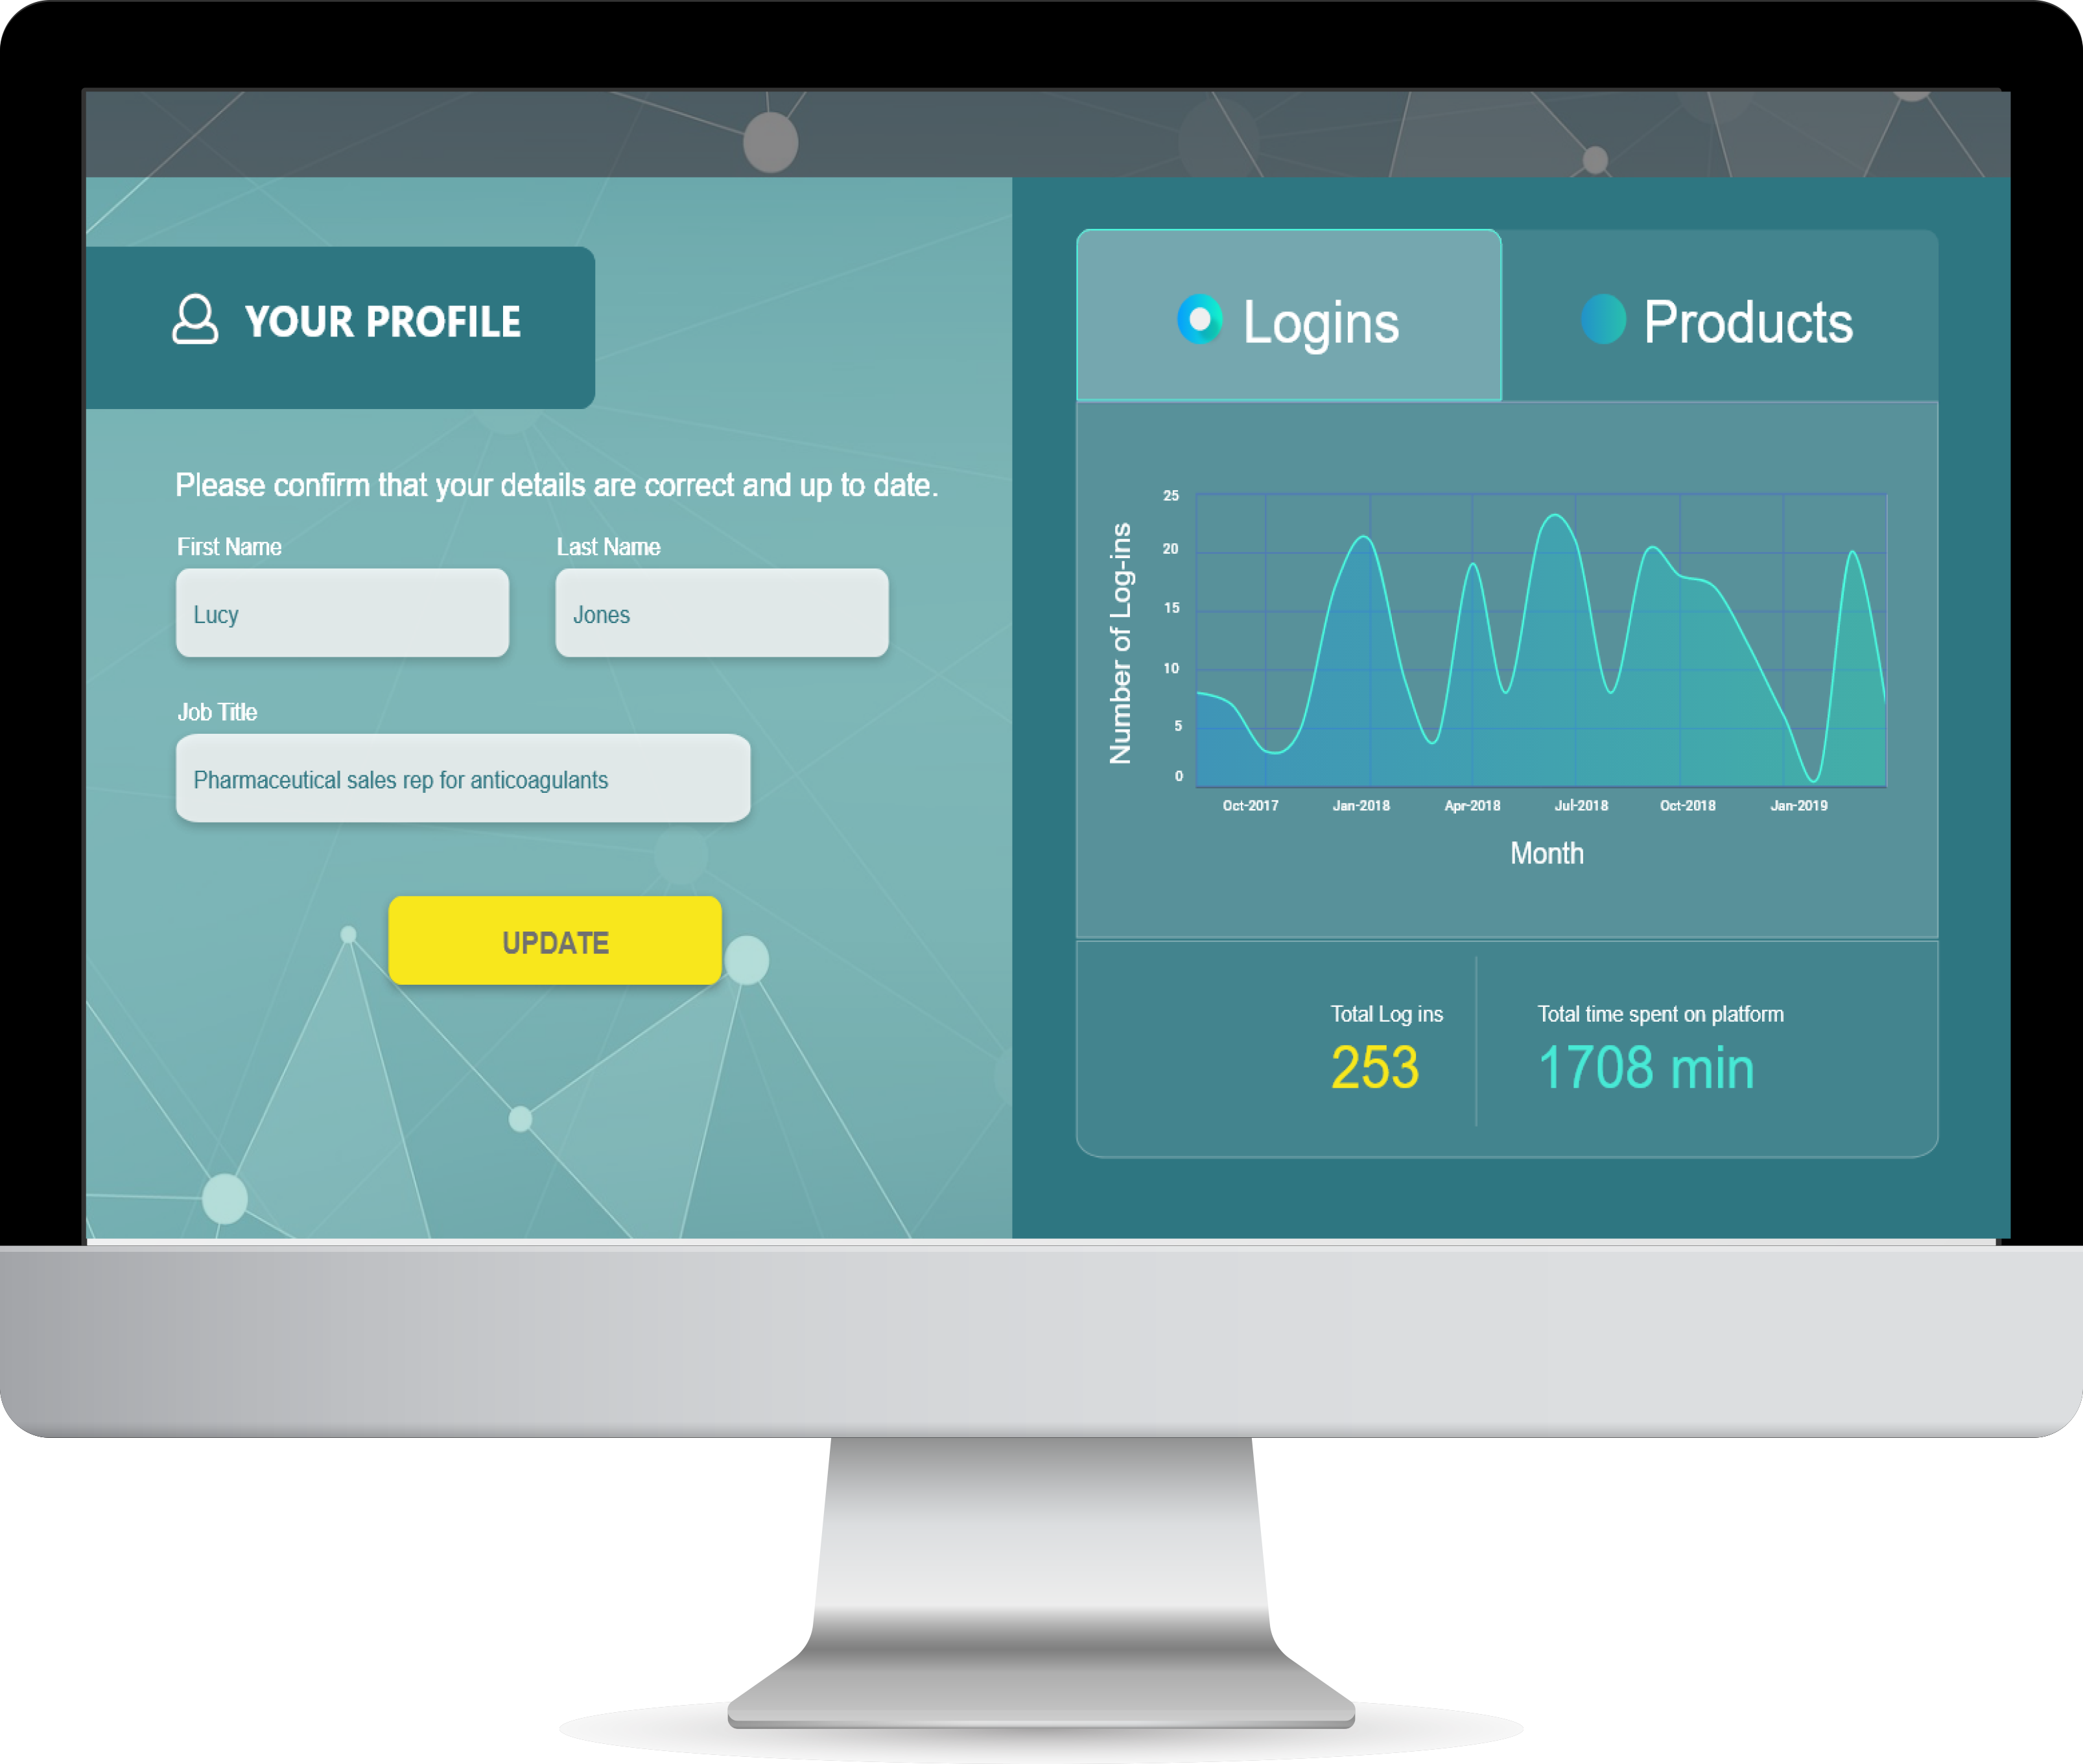 YOUR PROFILE
Please confirm that your details are correct and up to date.
First Name
Last Name
Lucy
Jones
Job Title
Pharmaceutical sales rep for anticoagulants
UPDATE
Logins
Products
Number of Log-ins
25
20
15
10
5
0
Oct-2017
Jan-2018
Apr-2018
Jul-2018
Oct-2018
Jan-2019
Month
Total Log ins
253
Total time spent on platform
1708 min